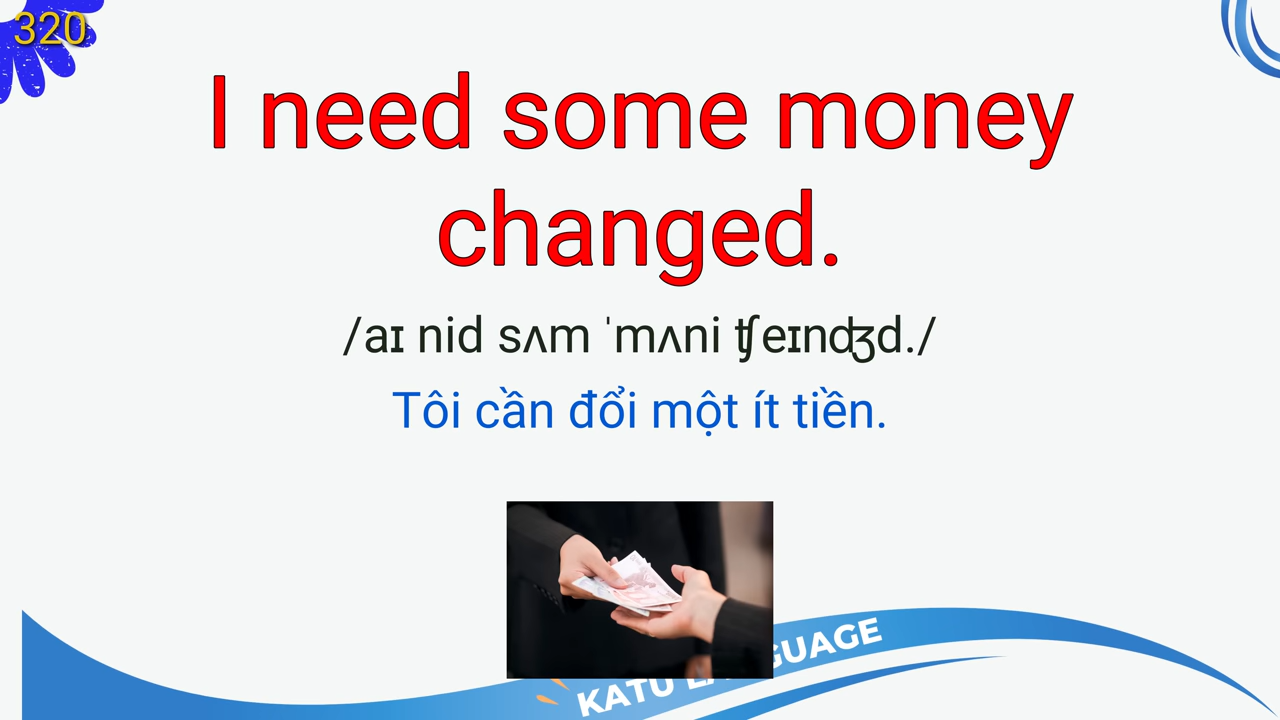 320
I need some money
changed.
/aɪ nid sʌm ˈmʌni ʧeɪnʤd./
Tôi cần đổi một ít tiền.
KATU GUAGE